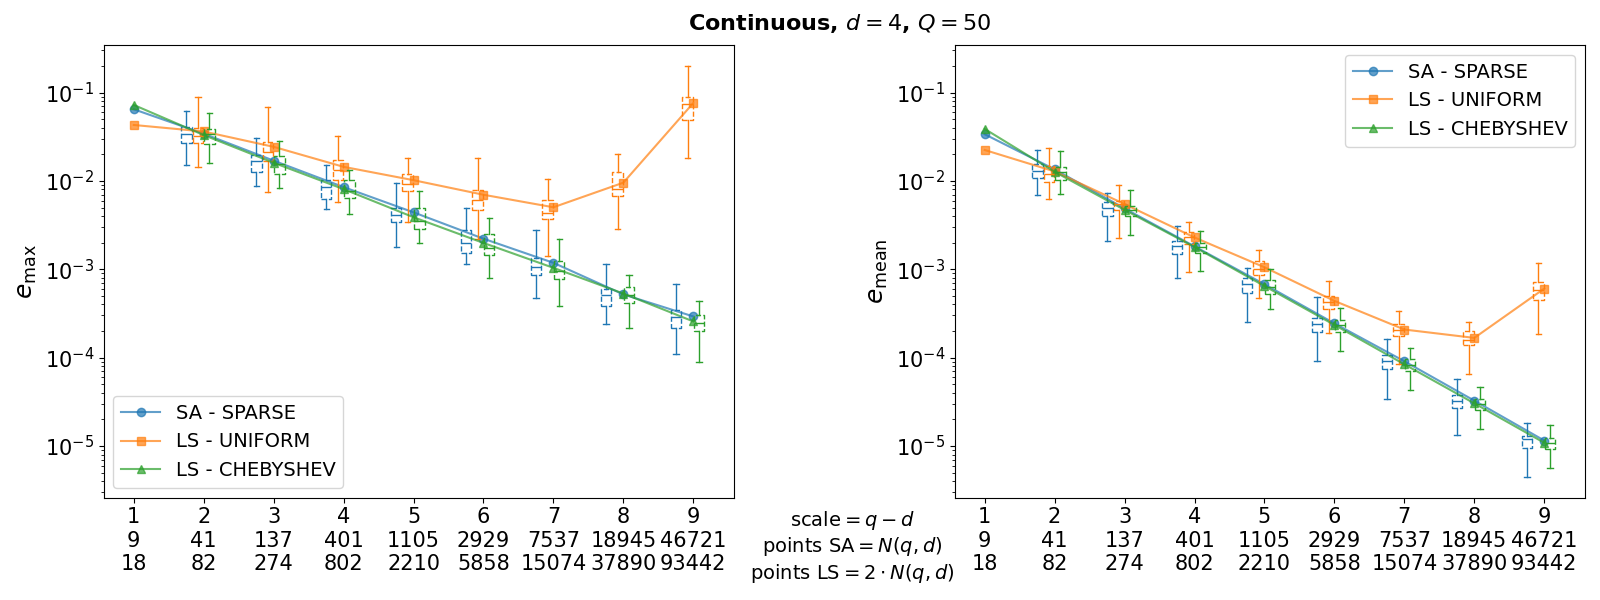 Continuous, d = 4, Q = 50
e_max
10⁻¹
10⁻²
10⁻³
10⁻⁴
10⁻⁵
SA - SPARSE
LS - UNIFORM
LS - CHEBYSHEV
1 2 3 4 5 6 7 8 9
9 41 137 401 1105 2929 7537 18945 46721
18 82 274 802 2210 5858 15074 37890 93442
scale = q − d
points SA = N(q, d)
points LS = 2 · N(q, d)
e_mean
10⁻¹
10⁻²
10⁻³
10⁻⁴
10⁻⁵
SA - SPARSE
LS - UNIFORM
LS - CHEBYSHEV
1 2 3 4 5 6 7 8 9
9 41 137 401 1105 2929 7537 18945 46721
18 82 274 802 2210 5858 15074 37890 93442